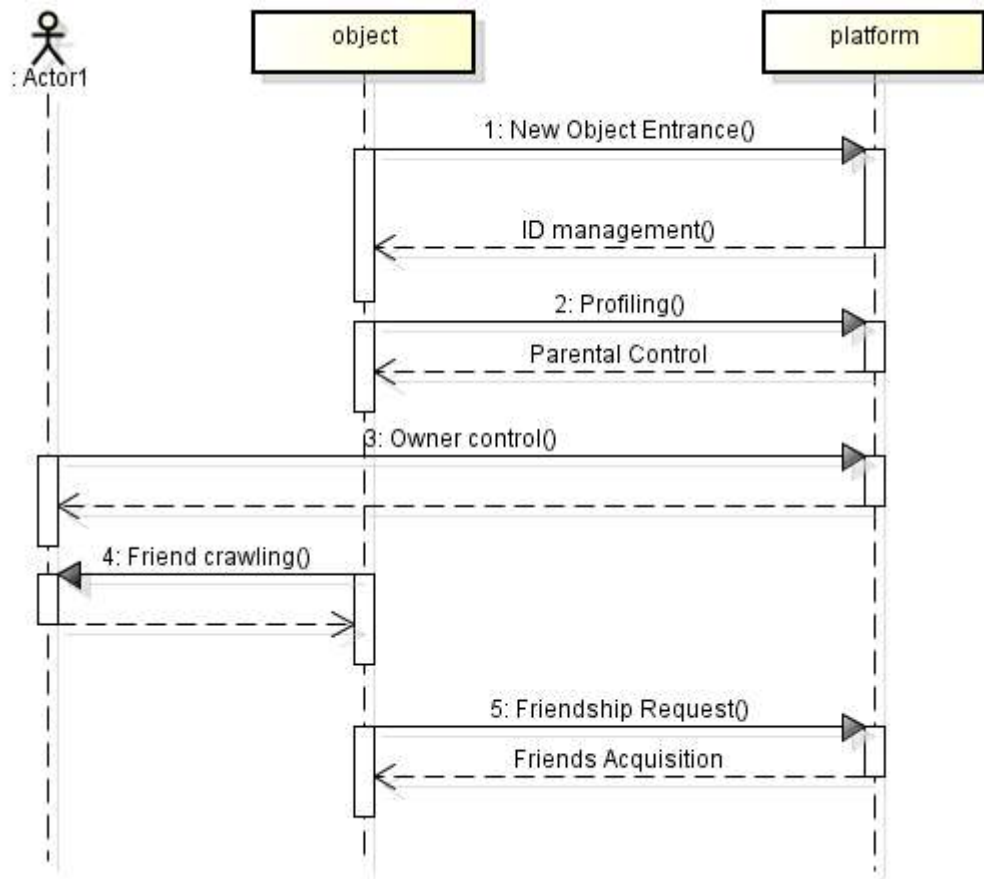 object
platform
: Actor1
1: New Object Entrance()
ID management()
2: Profiling()
Parental Control
3: Owner control()
4: Friend crawling()
5: Friendship Request()
Friends Acquisition